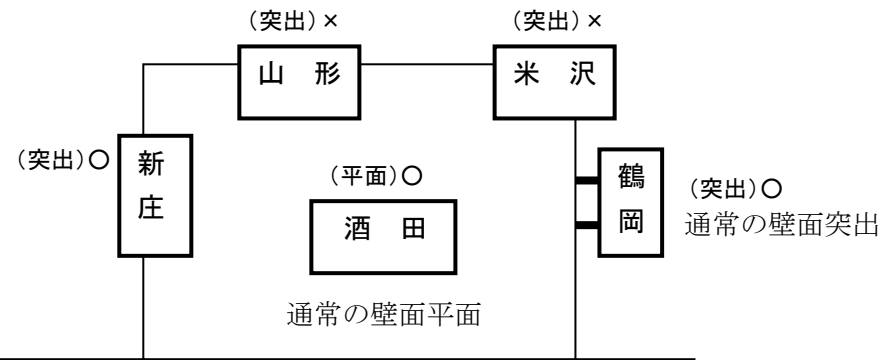 (突出)×
(突出)×
山 形
米 沢
(突出)○
新庄
(平面)○
酒 田
鶴岡
(突出)○
通常の壁面突出
通常の壁面平面